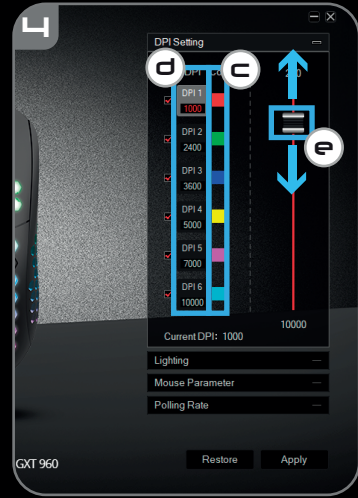 4
DPI Setting
DPI
DPI 1
1000
DPI 2
2400
DPI 3
3600
DPI 4
5000
DPI 5
7000
DPI 6
10000
10000
Current DPI: 1000
Lighting
Mouse Parameter
Polling Rate
GXT 960
Restore
Apply
d
c
e